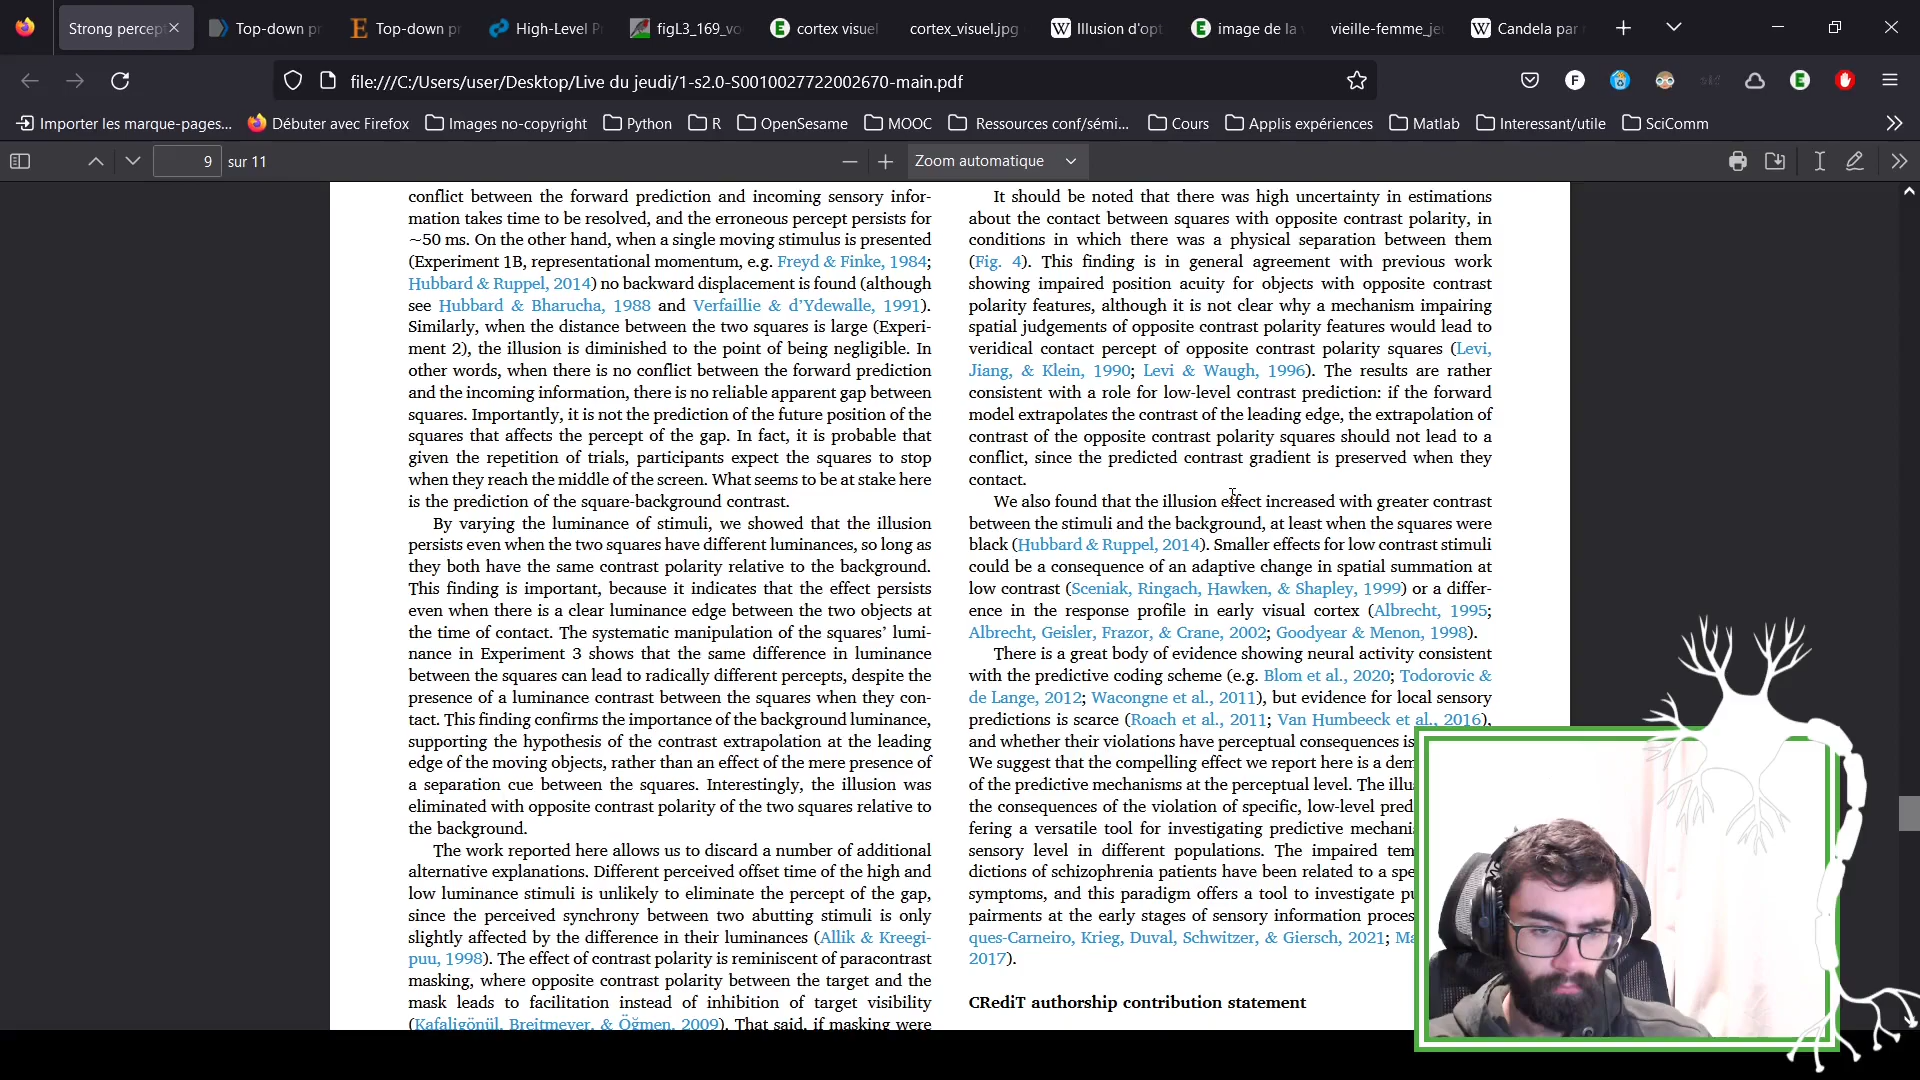 Strong percep
Top-down pr
Top-down pr
High-Level P
figL3_169_vo
cortex visuel
cortex_visuel.jpg
Illusion d'opt
image de la v
vieille-femme_je
Candela par
file:///C:/Users/user/Desktop/Live du jeudi/1-s2.0-S0010027722002670-main.pdf
Importer les marque-pages...
Débuter avec Firefox
Images no-copyright
Python
R
OpenSesame
MOOC
Ressources conf/sémi...
Cours
Applis expériences
Matlab
Interessant/utile
SciComm
9 sur 11
Zoom automatique
conflict between the forward prediction and incoming sensory infor-
mation takes time to be resolved, and the erroneous percept persists for
~50 ms. On the other hand, when a single moving stimulus is presented
(Experiment 1B, representational momentum, e.g. Freyd & Finke, 1984;
Hubbard & Ruppel, 2014) no backward displacement is found (although
see Hubbard & Bharucha, 1988 and Verfaillie & d'Ydewalle, 1991).
Similarly, when the distance between the two squares is large (Experi-
ment 2), the illusion is diminished to the point of being negligible. In
other words, when there is no conflict between the forward prediction
and the incoming information, there is no reliable apparent gap between
squares. Importantly, it is not the prediction of the future position of the
squares that affects the percept of the gap. In fact, it is probable that
given the repetition of trials, participants expect the squares to stop
when they reach the middle of the screen. What seems to be at stake here
is the prediction of the square-background contrast.
By varying the luminance of stimuli, we showed that the illusion
persists even when the two squares have different luminances, so long as
they both have the same contrast polarity relative to the background.
This finding is important, because it indicates that the effect persists
even when there is a clear luminance edge between the two objects at
the time of contact. The systematic manipulation of the squares' lumi-
nance in Experiment 3 shows that the same difference in luminance
between the squares can lead to radically different percepts, despite the
presence of a luminance contrast between the squares when they con-
tact. This finding confirms the importance of the background luminance,
supporting the hypothesis of the contrast extrapolation at the leading
edge of the moving objects, rather than an effect of the mere presence of
a separation cue between the squares. Interestingly, the illusion was
eliminated with opposite contrast polarity of the two squares relative to
the background.
The work reported here allows us to discard a number of additional
alternative explanations. Different perceived offset time of the high and
low luminance stimuli is unlikely to eliminate the percept of the gap,
since the perceived synchrony between two abutting stimuli is only
slightly affected by the difference in their luminances (Allik & Kreegi-
puu, 1998). The effect of contrast polarity is reminiscent of paracontrast
masking, where opposite contrast polarity between the target and the
mask leads to facilitation instead of inhibition of target visibility
(Kafaligönül, Breitmeyer, & Öğmen, 2009). That said, if masking were
It should be noted that there was high uncertainty in estimations
about the contact between squares with opposite contrast polarity, in
conditions in which there was a physical separation between them
(Fig. 4). This finding is in general agreement with previous work
showing impaired position acuity for objects with opposite contrast
polarity features, although it is not clear why a mechanism impairing
spatial judgements of opposite contrast polarity features would lead to
veridical contact percept of opposite contrast polarity squares (Levi,
Jiang, & Klein, 1990; Levi & Waugh, 1996). The results are rather
consistent with a role for low-level contrast prediction: if the forward
model extrapolates the contrast of the leading edge, the extrapolation of
contrast of the opposite contrast polarity squares should not lead to a
conflict, since the predicted contrast gradient is preserved when they
contact.
We also found that the illusion effect increased with greater contrast
between the stimuli and the background, at least when the squares were
black (Hubbard & Ruppel, 2014). Smaller effects for low contrast stimuli
could be a consequence of an adaptive change in spatial summation at
low contrast (Sceniak, Ringach, Hawken, & Shapley, 1999) or a differ-
ence in the response profile in early visual cortex (Albrecht, 1995;
Albrecht, Geisler, Frazor, & Crane, 2002; Goodyear & Menon, 1998).
There is a great body of evidence showing neural activity consistent
with the predictive coding scheme (e.g. Blom et al., 2020; Todorovic &
de Lange, 2012; Wacongne et al., 2011), but evidence for local sensory
predictions is scarce (Roach et al., 2011; Van Humbeeck et al., 2016),
and whether their violations have perceptual consequences is
We suggest that the compelling effect we report here is a dem
of the predictive mechanisms at the perceptual level. The illu
the consequences of the violation of specific, low-level pred
fering a versatile tool for investigating predictive mechani
sensory level in different populations. The impaired tem
dictions of schizophrenia patients have been related to a spe
symptoms, and this paradigm offers a tool to investigate p
pairments at the early stages of sensory information proces
ques-Carneiro, Krieg, Duval, Schwitzer, & Giersch, 2021; Ma
2017).
CRediT authorship contribution statement